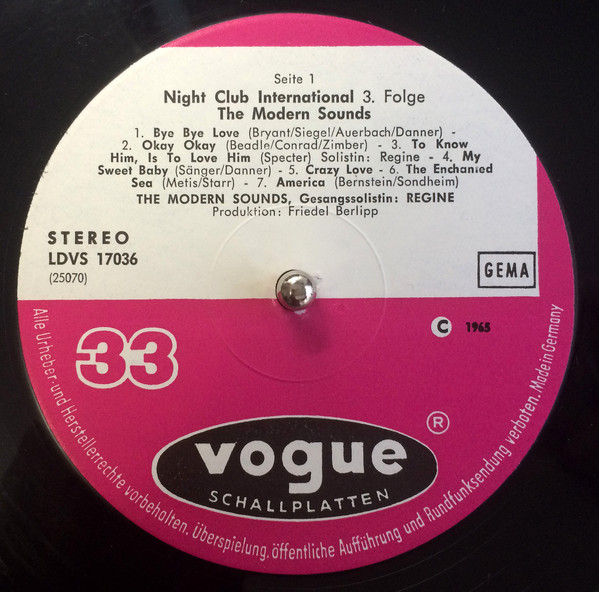 Seite 1
Night Club International 3. Folge
The Modern Sounds
1. Bye Bye Love (Bryant/Siegel/Auerbach/Danner) -
2. Okay Okay (Beadle/Conrad/Zimber) - 3. To Know
Him, Is To Love Him (Specter) Solistin: Regine - 4. My
Sweet Baby (Sänger/Danner) - 5. Crazy Love - 6. The Enchanted
Sea (Metis/Starr) - 7. America (Bernstein/Sondheim)
THE MODERN SOUNDS, Gesangssolistin: REGINE
Produktion: Friedel Berlipp
STEREO
LDVS 17036
(25070)
GEMA
33
C 1965
vogue ®
SCHALLPLATTEN
Alle Urheber- und Herstellerrechte vorbehalten. Überspielung, öffentliche Aufführung und Rundfunksendung verboten. Made in Germany